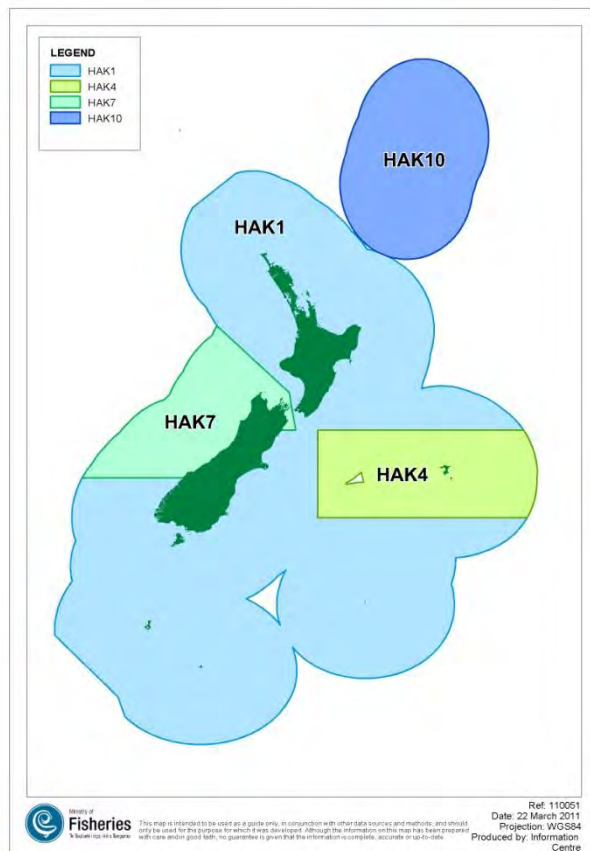 LEGEND
HAK1
HAK4
HAK7
HAK10
HAK10
HAK1
HAK7
HAK4
Ministry of
Fisheries
This map is intended to be used as a guide only, in conjunction with other data sources and methods, and should
only be used for the purpose for which it was developed. Although the information on this map has been prepared
with care and in good faith, no guarantee is given that the information is complete, accurate or up-to-date.
Ref: 110051
Date: 22 March 2011
Projection: WGS84
Produced by: Information
Centre